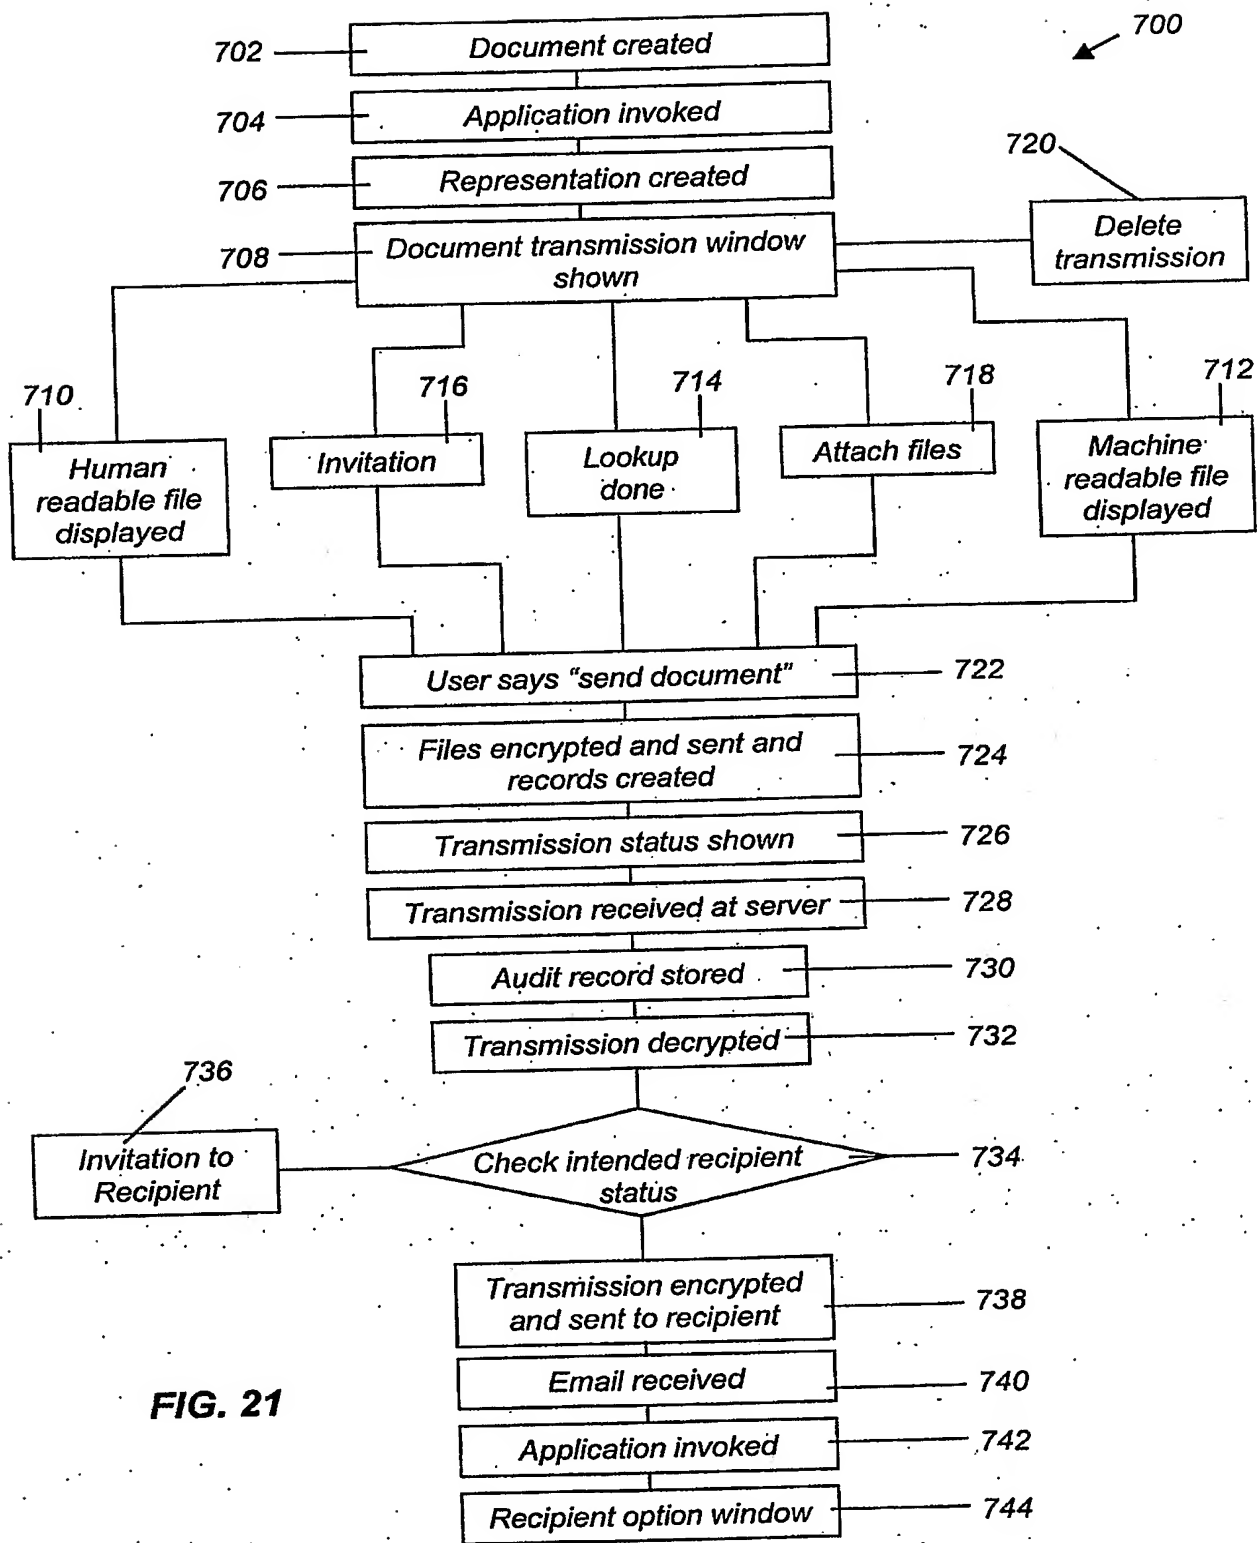 700
702
Document created
704
Application invoked
706
Representation created
720
708
Document transmission window
shown
Delete
transmission
710
716
714
718
712
Human
readable file
displayed
Invitation
Lookup
done
Attach files
Machine
readable file
displayed
User says “send document”
722
Files encrypted and sent and
records created
724
Transmission status shown
726
Transmission received at server
728
Audit record stored
730
Transmission decrypted
732
736
Invitation to
Recipient
Check intended recipient
status
734
Transmission encrypted
and sent to recipient
738
Email received
740
FIG. 21
Application invoked
742
Recipient option window
744